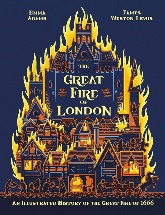 Emma Adams
James Weston Lewis
THE
GREAT
FIRE
OF
LONDON
An Illustrated History of the Great Fire of 1666